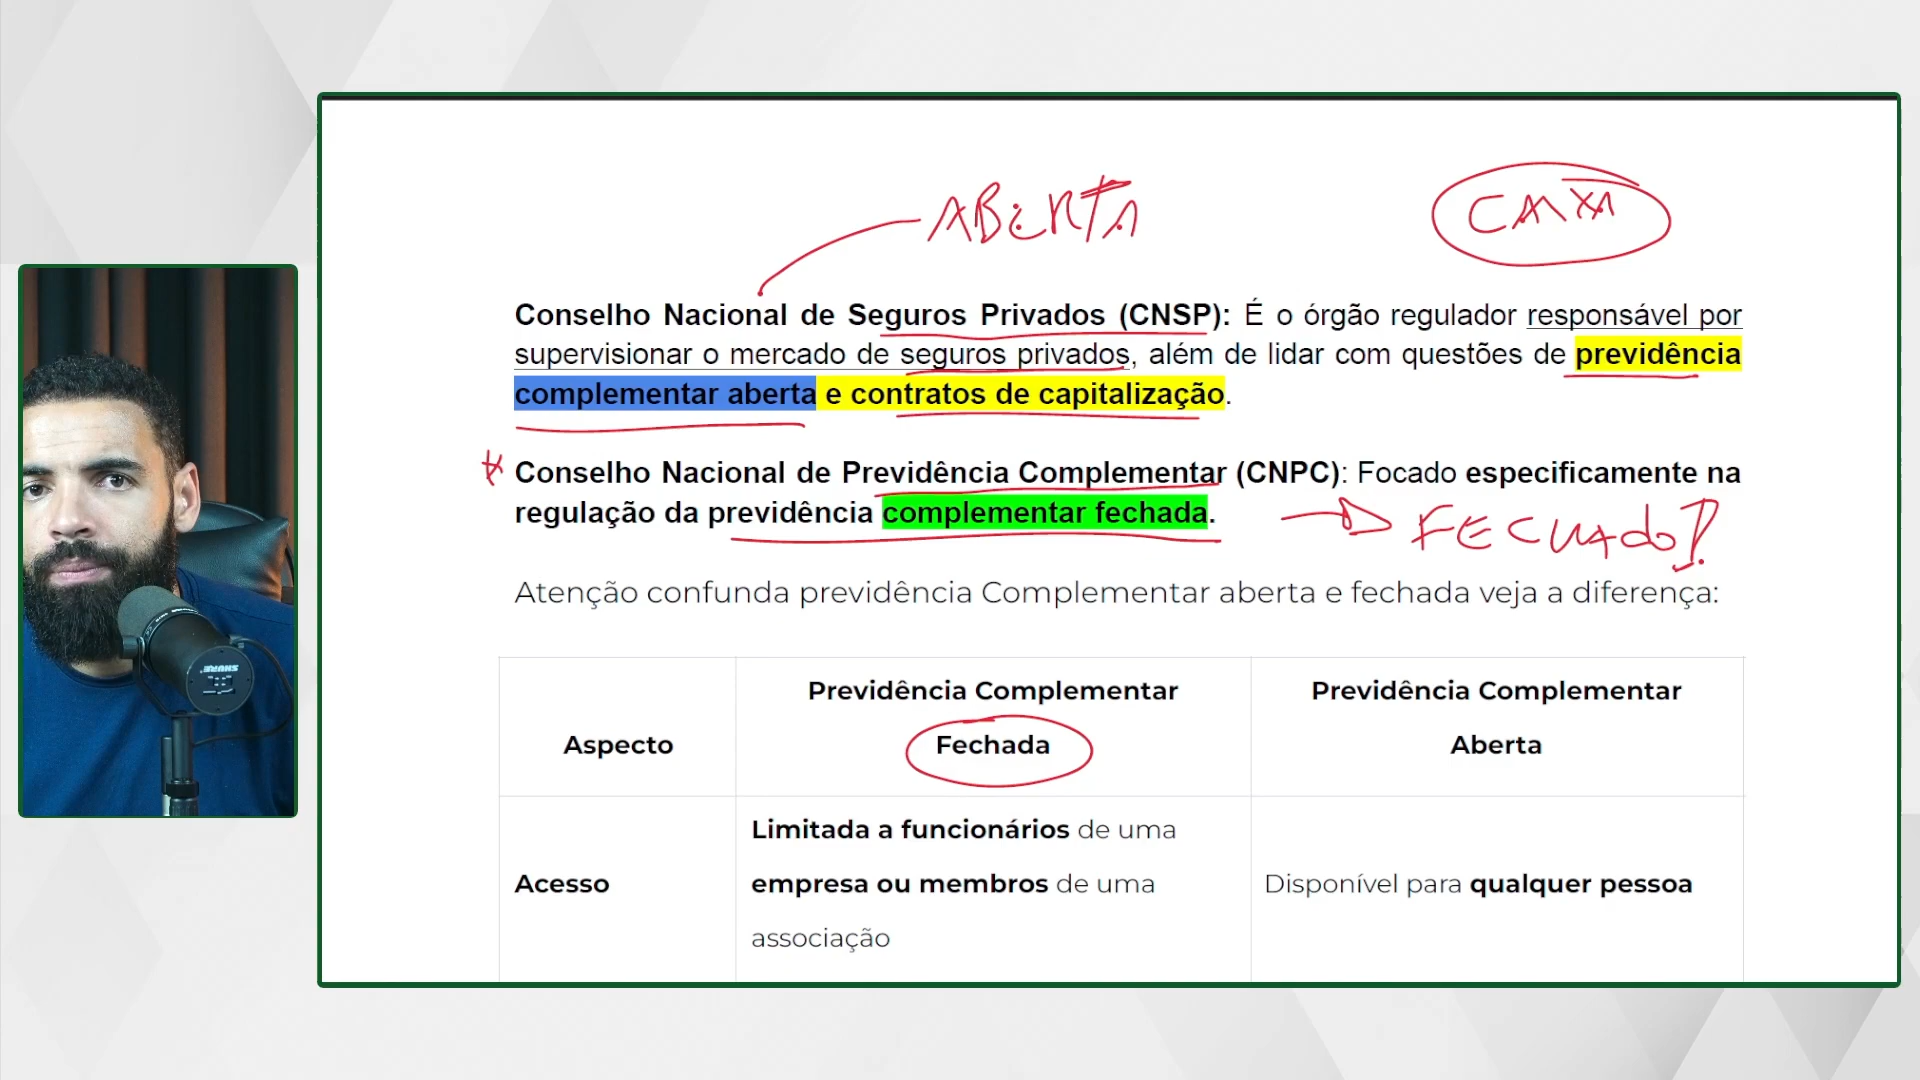 ABERTA
CAIXA
Conselho Nacional de Seguros Privados (CNSP): É o órgão regulador responsável por
supervisionar o mercado de seguros privados, além de lidar com questões de previdência
complementar aberta e contratos de capitalização.
* Conselho Nacional de Previdência Complementar (CNPC): Focado especificamente na
regulação da previdência complementar fechada.
FECHADO!
Atenção confunda previdência Complementar aberta e fechada veja a diferença:
Aspecto
Previdência Complementar
Fechada
Previdência Complementar
Aberta
Acesso
Limitada a funcionários de uma
empresa ou membros de uma
associação
Disponível para qualquer pessoa
SHURE